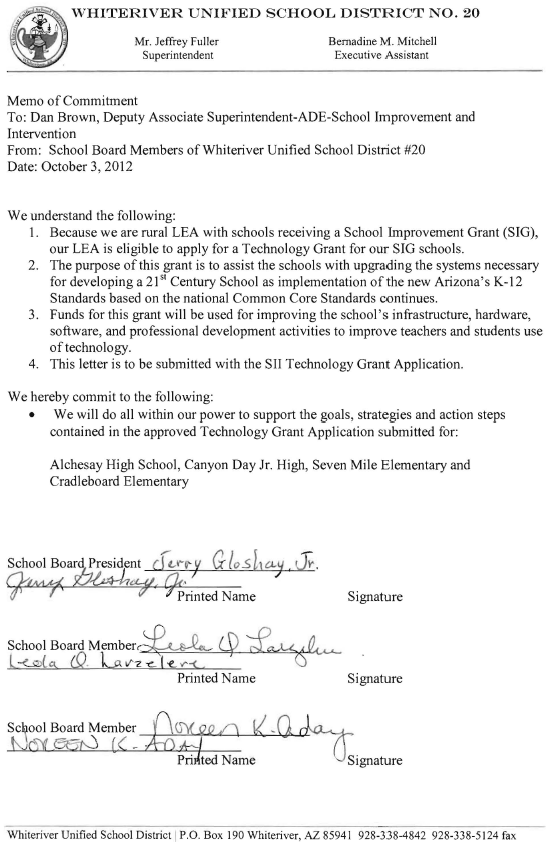 WHITERIVER UNIFIED SCHOOL DISTRICT NO. 20
Mr. Jeffrey Fuller Bernadine M. Mitchell
Superintendent Executive Assistant
Memo of Commitment
To: Dan Brown, Deputy Associate Superintendent-ADE-School Improvement and
Intervention
From: School Board Members of Whiteriver Unified School District #20
Date: October 3, 2012
We understand the following:
1. Because we are rural LEA with schools receiving a School Improvement Grant (SIG),
our LEA is eligible to apply for a Technology Grant for our SIG schools.
2. The purpose of this grant is to assist the schools with upgrading the systems necessary
for developing a 21st Century School as implementation of the new Arizona's K-12
Standards based on the national Common Core Standards continues.
3. Funds for this grant will be used for improving the school's infrastructure, hardware,
software, and professional development activities to improve teachers and students use
of technology.
4. This letter is to be submitted with the SII Technology Grant Application.
We hereby commit to the following:
• We will do all within our power to support the goals, strategies and action steps
contained in the approved Technology Grant Application submitted for:
Alchesay High School, Canyon Day Jr. High, Seven Mile Elementary and
Cradleboard Elementary
School Board President Jerry Gloshay, Jr.
Jerry Gloshay, Jr.
Printed Name Signature
School Board Member Leola Q Larzelere
Leola Q. Larzelere
Printed Name Signature
School Board Member Noreen K-Aday
NOREEN K-ADAY
Printed Name Signature
Whiteriver Unified School District | P.O. Box 190 Whiteriver, AZ 85941 928-338-4842 928-338-5124 fax